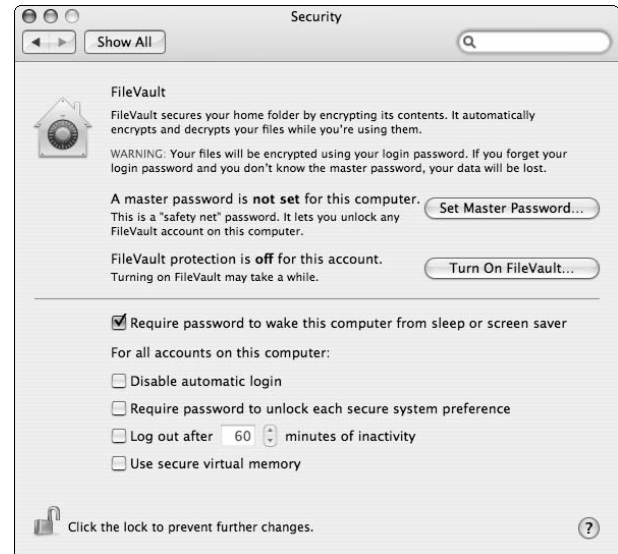 Security
Show All
FileVault
FileVault secures your home folder by encrypting its contents. It automatically
encrypts and decrypts your files while you're using them.
WARNING: Your files will be encrypted using your login password. If you forget your
login password and you don't know the master password, your data will be lost.
A master password is not set for this computer.
This is a "safety net" password. It lets you unlock any
FileVault account on this computer.
Set Master Password...
FileVault protection is off for this account.
Turning on FileVault may take a while.
Turn On FileVault...
Require password to wake this computer from sleep or screen saver
For all accounts on this computer:
Disable automatic login
Require password to unlock each secure system preference
Log out after 60 minutes of inactivity
Use secure virtual memory
Click the lock to prevent further changes.
?